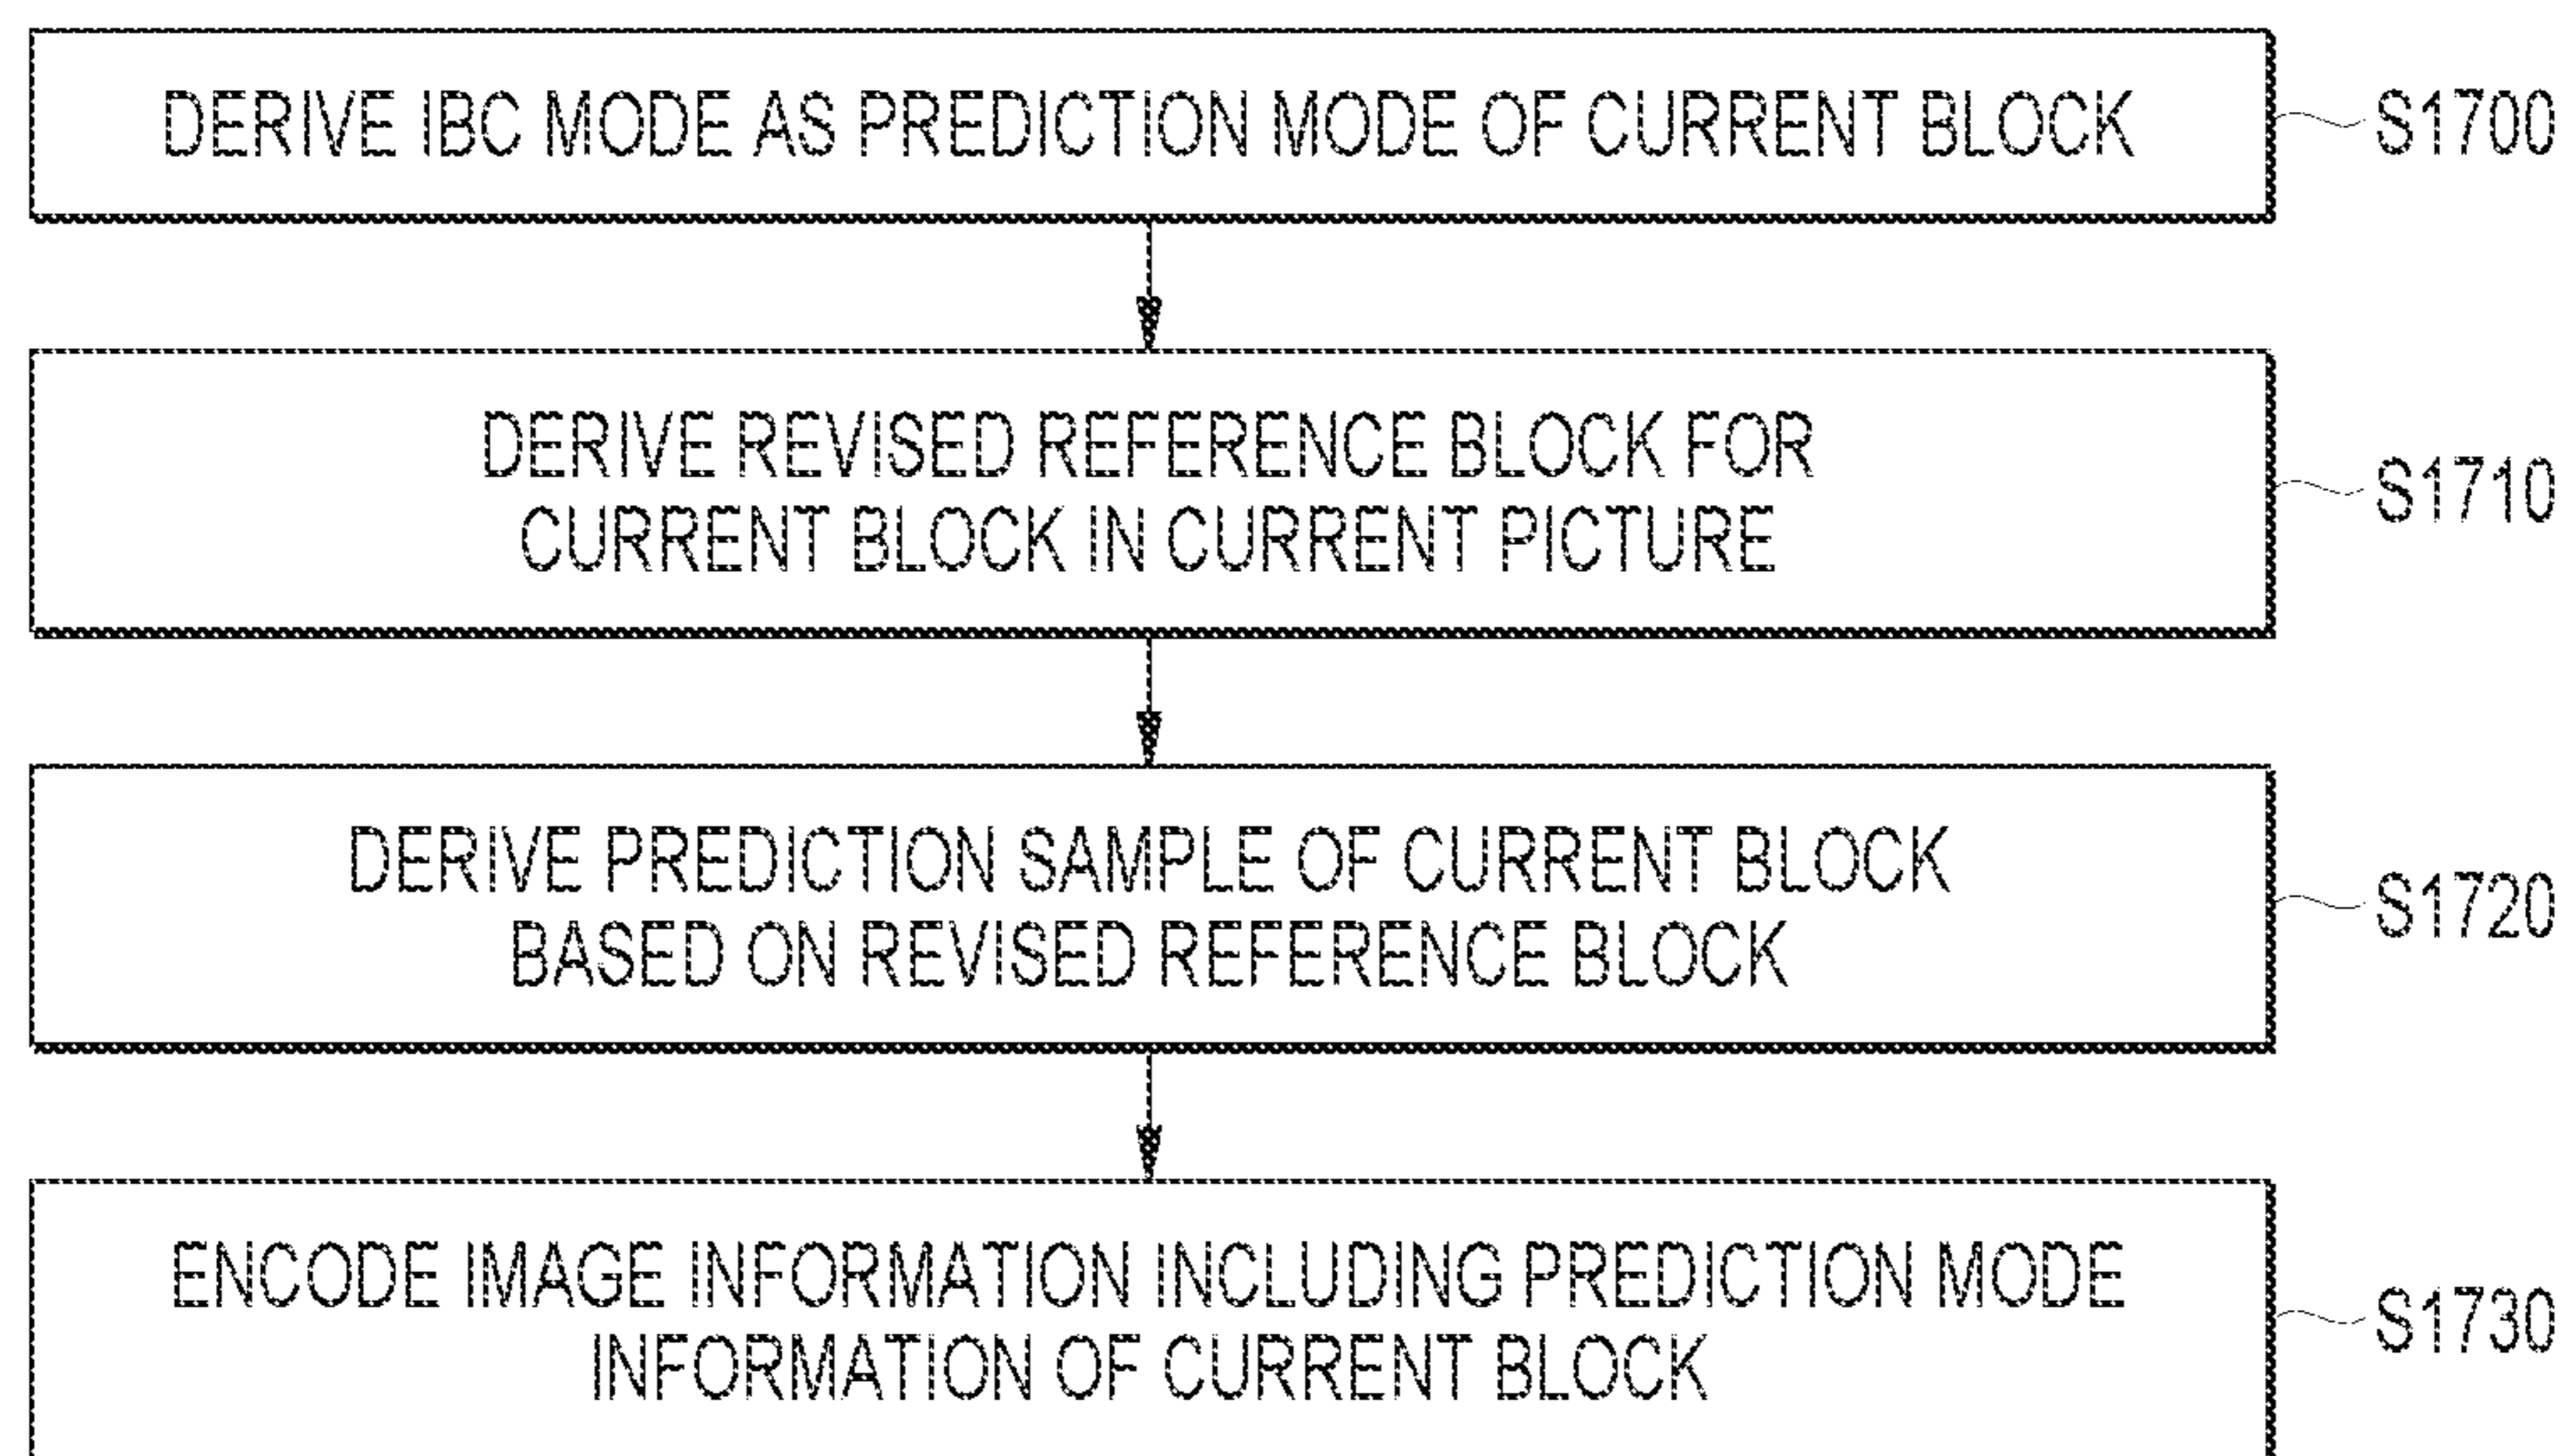 DERIVE IBC MODE AS PREDICTION MODE OF CURRENT BLOCK
S1700
DERIVE REVISED REFERENCE BLOCK FOR
CURRENT BLOCK IN CURRENT PICTURE
S1710
DERIVE PREDICTION SAMPLE OF CURRENT BLOCK
BASED ON REVISED REFERENCE BLOCK
S1720
ENCODE IMAGE INFORMATION INCLUDING PREDICTION MODE
INFORMATION OF CURRENT BLOCK
S1730